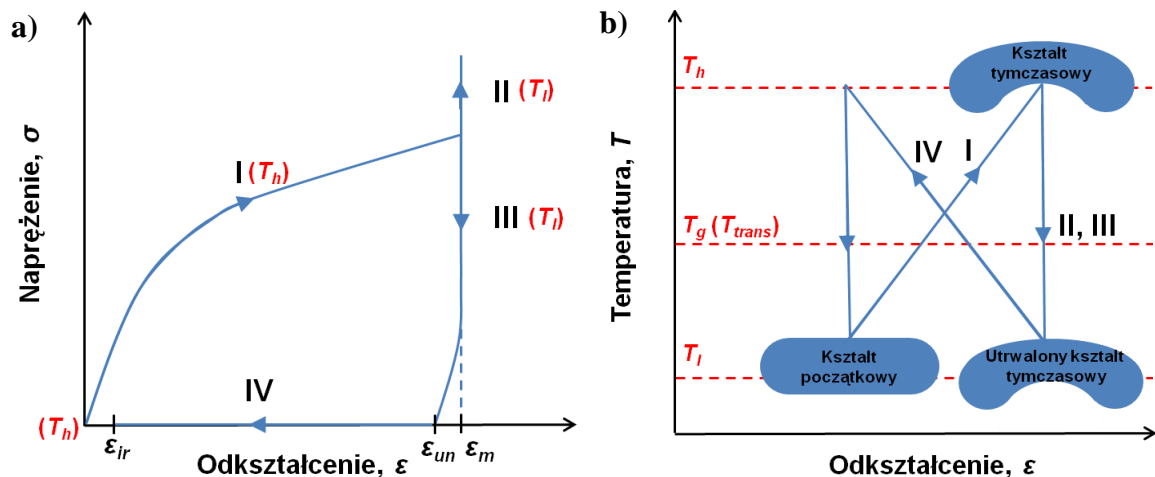 a)
Naprężenie, σ
II (Tl)
I (Th)
III (Tl)
IV
(Th)
εir
εun
εm
Odkształcenie, ε
b)
Temperatura, T
Th
Kształt
tymczasowy
IV
I
Tg (Ttrans)
II, III
Tl
Kształt
początkowy
Utrwalony kształt
tymczasowy
Odkształcenie, ε